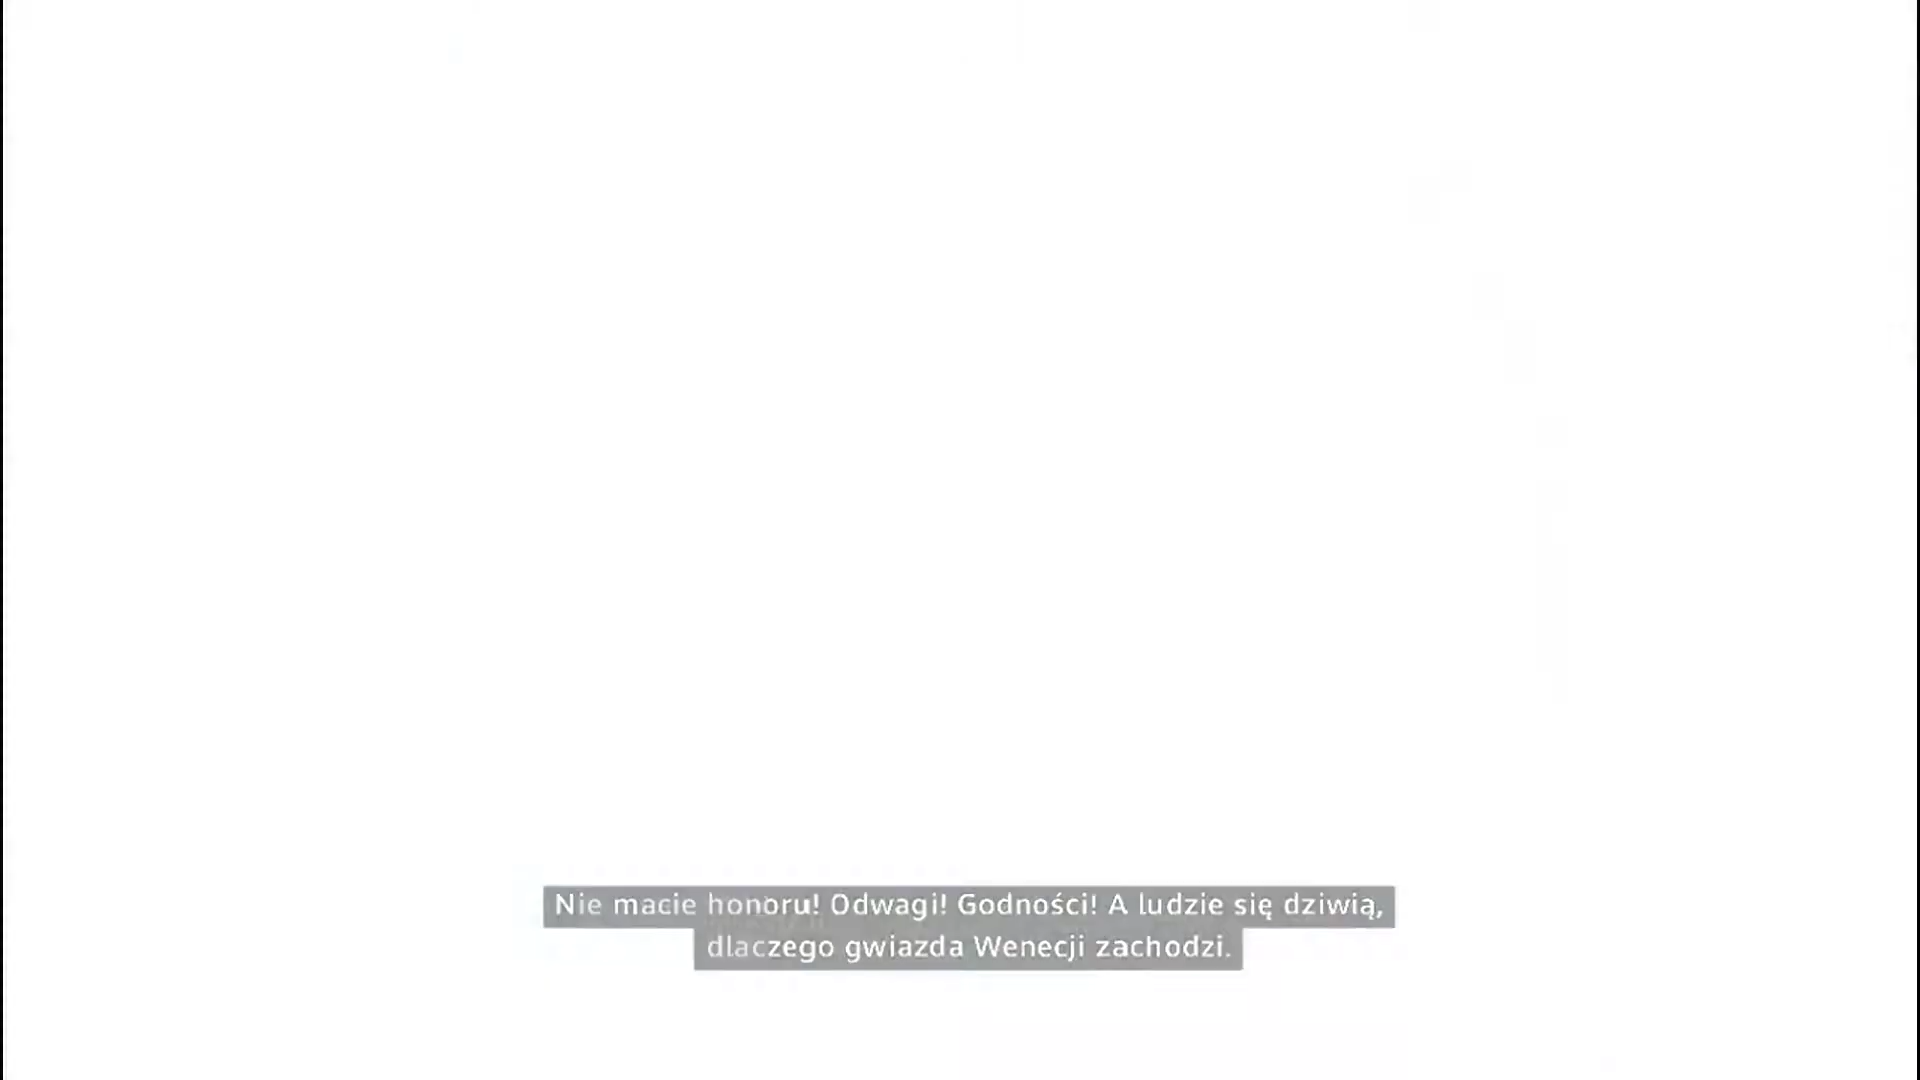 Nie macie honoru! Odwagi! Godności! A ludzie się dziwią,
dlaczego gwiazda Wenecji zachodzi.